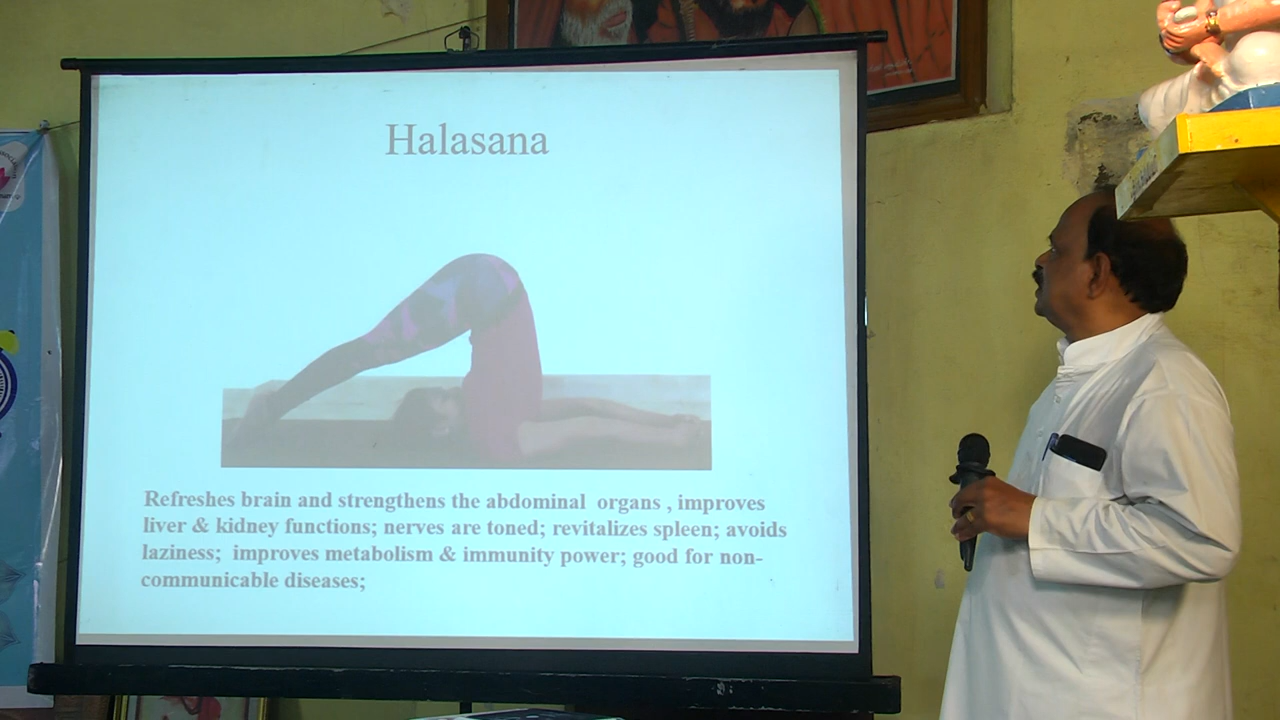 Halasana
Refreshes brain and strengthens the abdominal organs , improves
liver & kidney functions; nerves are toned; revitalizes spleen; avoids
laziness; improves metabolism & immunity power; good for non-
communicable diseases;